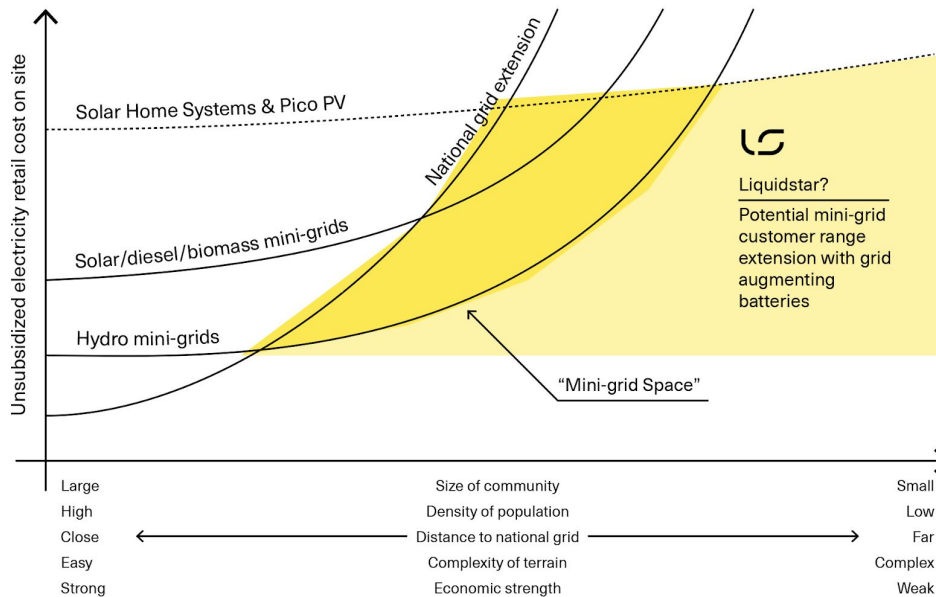 Unsubsidized electricity retail cost on site
Solar Home Systems & Pico PV
National grid extension
Solar/diesel/biomass mini-grids
Hydro mini-grids
LS
Liquidstar?
Potential mini-grid
customer range
extension with grid
augmenting
batteries
“Mini-grid Space”
Large Size of community Small
High Density of population Low
Close Distance to national grid Far
Easy Complexity of terrain Complex
Strong Economic strength Weak